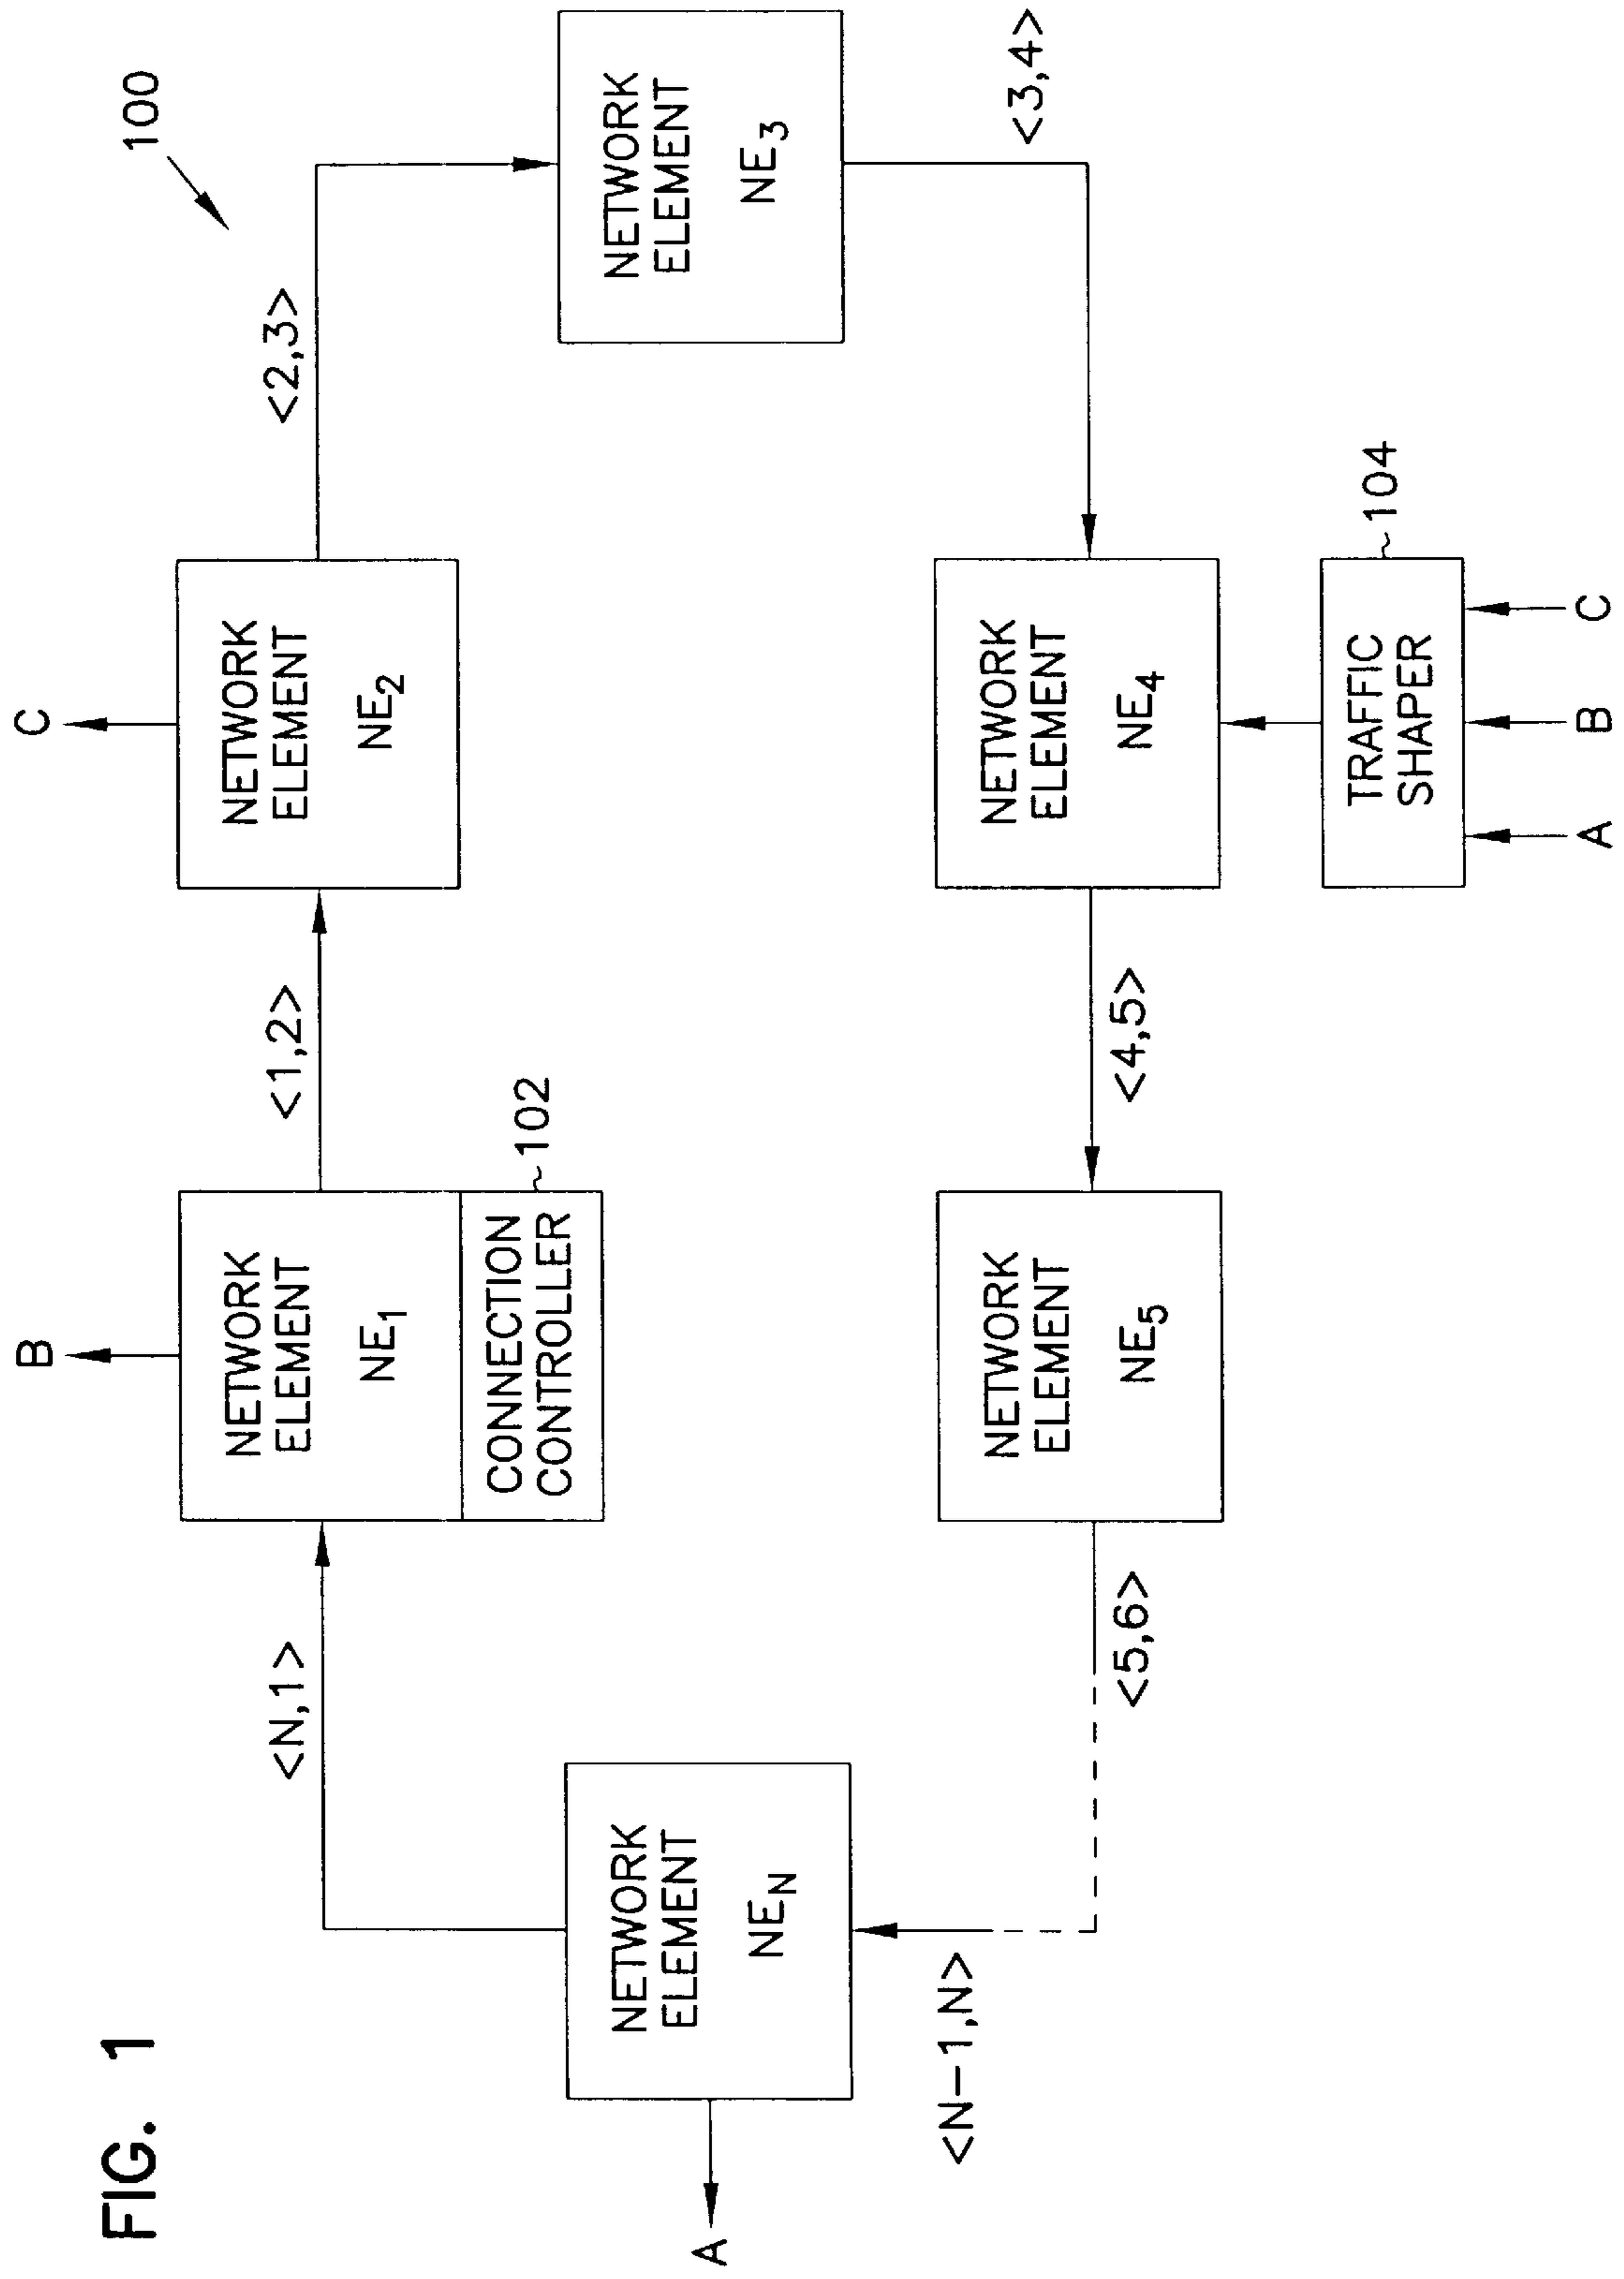 FIG. 1
100
B
C
<N,1>
<1,2>
<2,3>
NETWORK
ELEMENT
NE1
CONNECTION
CONTROLLER
102
NETWORK
ELEMENT
NE2
A
NETWORK
ELEMENT
NEN
NETWORK
ELEMENT
NE3
<N-1,N>
<5,6>
NETWORK
ELEMENT
NE5
<4,5>
NETWORK
ELEMENT
NE4
<3,4>
TRAFFIC
SHAPER
104
A
B
C